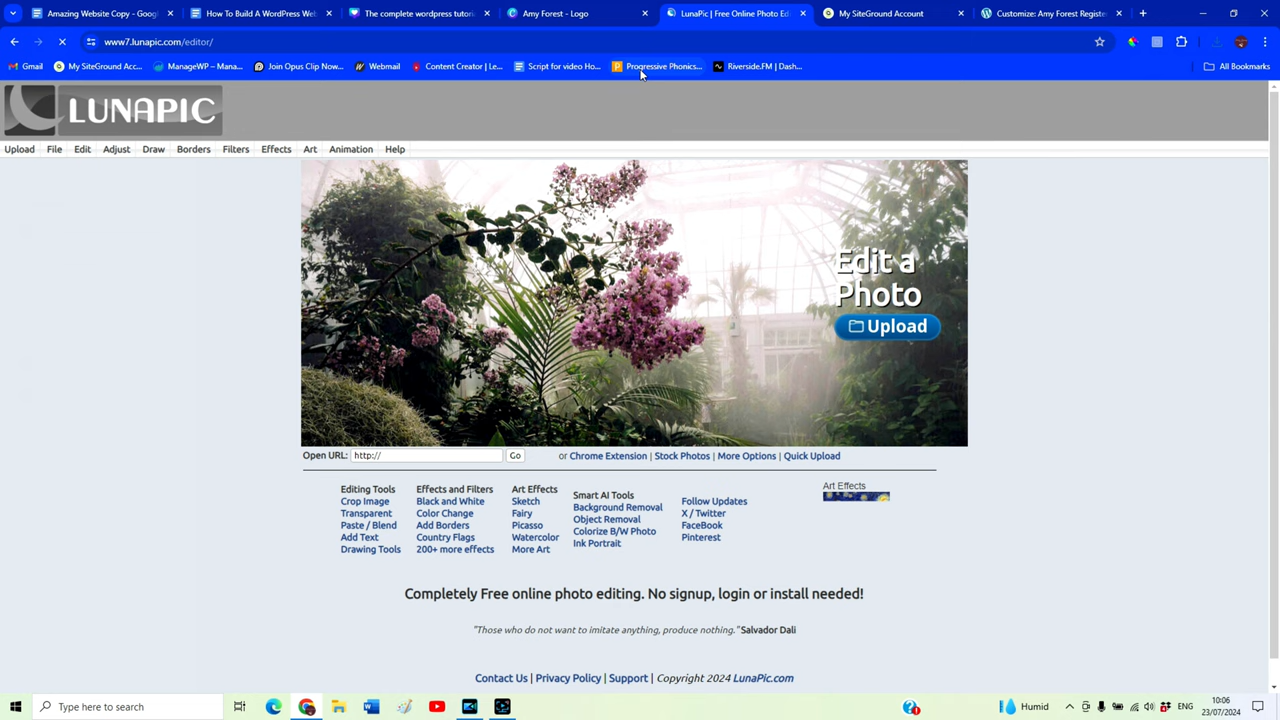 Amazing Website Copy - Goog
How To Build A WordPress Web
The complete wordpress tutori
Amy Forest - Logo
LunaPic | Free Online Photo Ed
My SiteGround Account
Customize: Amy Forest Registe
www7.lunapic.com/editor/
Gmail
My SiteGround Acc...
ManageWP – Mana...
Join Opus Clip Now...
Webmail
Content Creator | Le...
Script for video Ho...
Progressive Phonics...
Riverside.FM | Dash...
All Bookmarks
LUNAPIC
Upload File Edit Adjust Draw Borders Filters Effects Art Animation Help
Edit a
Photo
Upload
Open URL: http:// Go or Chrome Extension | Stock Photos | More Options | Quick Upload
Editing Tools
Crop Image
Transparent
Paste / Blend
Add Text
Drawing Tools
Effects and Filters
Black and White
Color Change
Add Borders
Country Flags
200+ more effects
Art Effects
Sketch
Fairy
Picasso
Watercolor
More Art
Smart AI Tools
Background Removal
Object Removal
Colorize B/W Photo
Ink Portrait
Follow Updates
X / Twitter
FaceBook
Pinterest
Art Effects
Completely Free online photo editing. No signup, login or install needed!
"Those who do not want to imitate anything, produce nothing." Salvador Dali
Contact Us | Privacy Policy | Support | Copyright 2024 LunaPic.com
Type here to search
Humid
ENG
10:06
23/07/2024